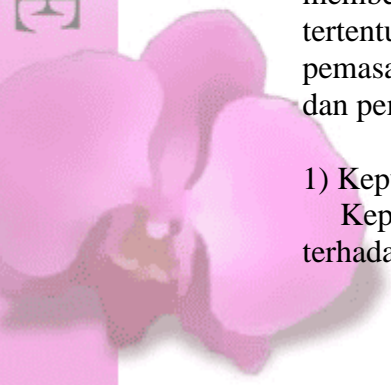 tertentu
pemasa
dan per
1) Kep
Kep
terhada